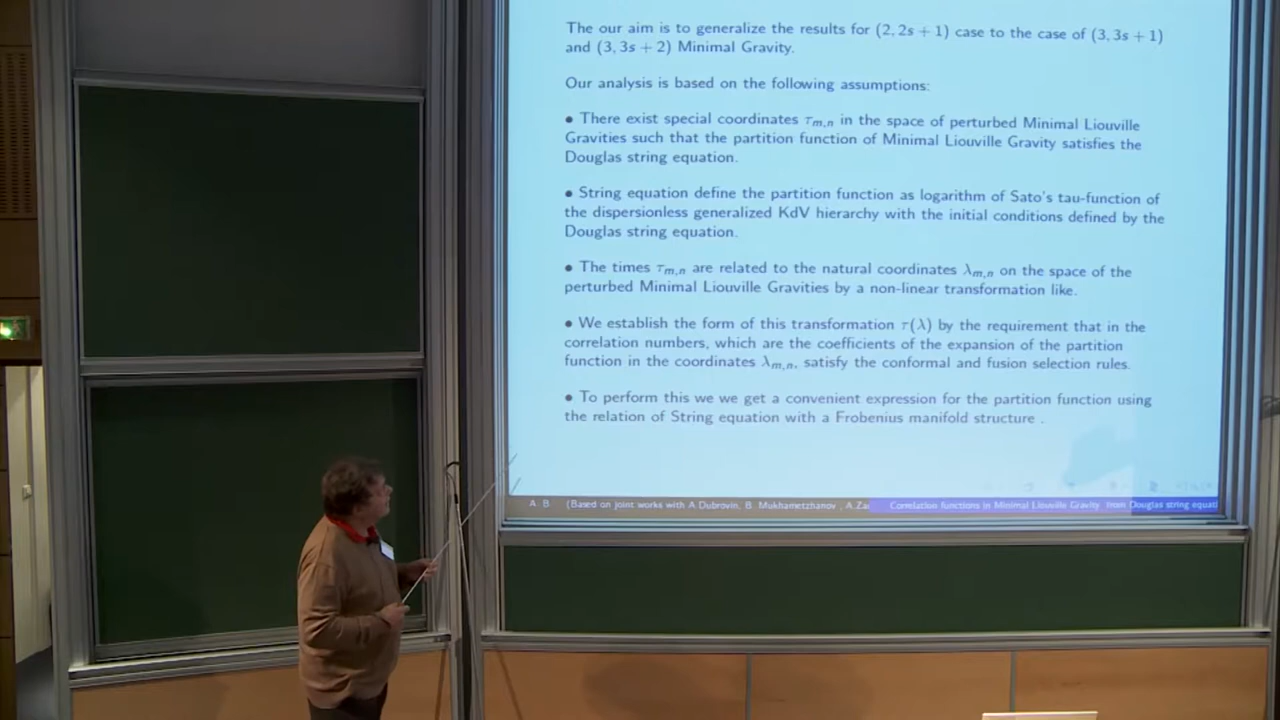 The our aim is to generalize the results for (2, 2s + 1) case to the case of (3, 3s + 1)
and (3, 3s + 2) Minimal Gravity.
Our analysis is based on the following assumptions:
• There exist special coordinates τm,n in the space of perturbed Minimal Liouville
Gravities such that the partition function of Minimal Liouville Gravity satisfies the
Douglas string equation.
• String equation define the partition function as logarithm of Sato's tau-function of
the dispersionless generalized KdV hierarchy with the initial conditions defined by the
Douglas string equation.
• The times τm,n are related to the natural coordinates λm,n on the space of the
perturbed Minimal Liouville Gravities by a non-linear transformation like.
• We establish the form of this transformation τ(λ) by the requirement that in the
correlation numbers, which are the coefficients of the expansion of the partition
function in the coordinates λm,n, satisfy the conformal and fusion selection rules.
• To perform this we we get a convenient expression for the partition function using
the relation of String equation with a Frobenius manifold structure .
A. B. (Based on joint works with A.Dubrovin, B. Mukhametzhanov , A.Za Correlation functions in Minimal Liouville Gravity from Douglas string equati